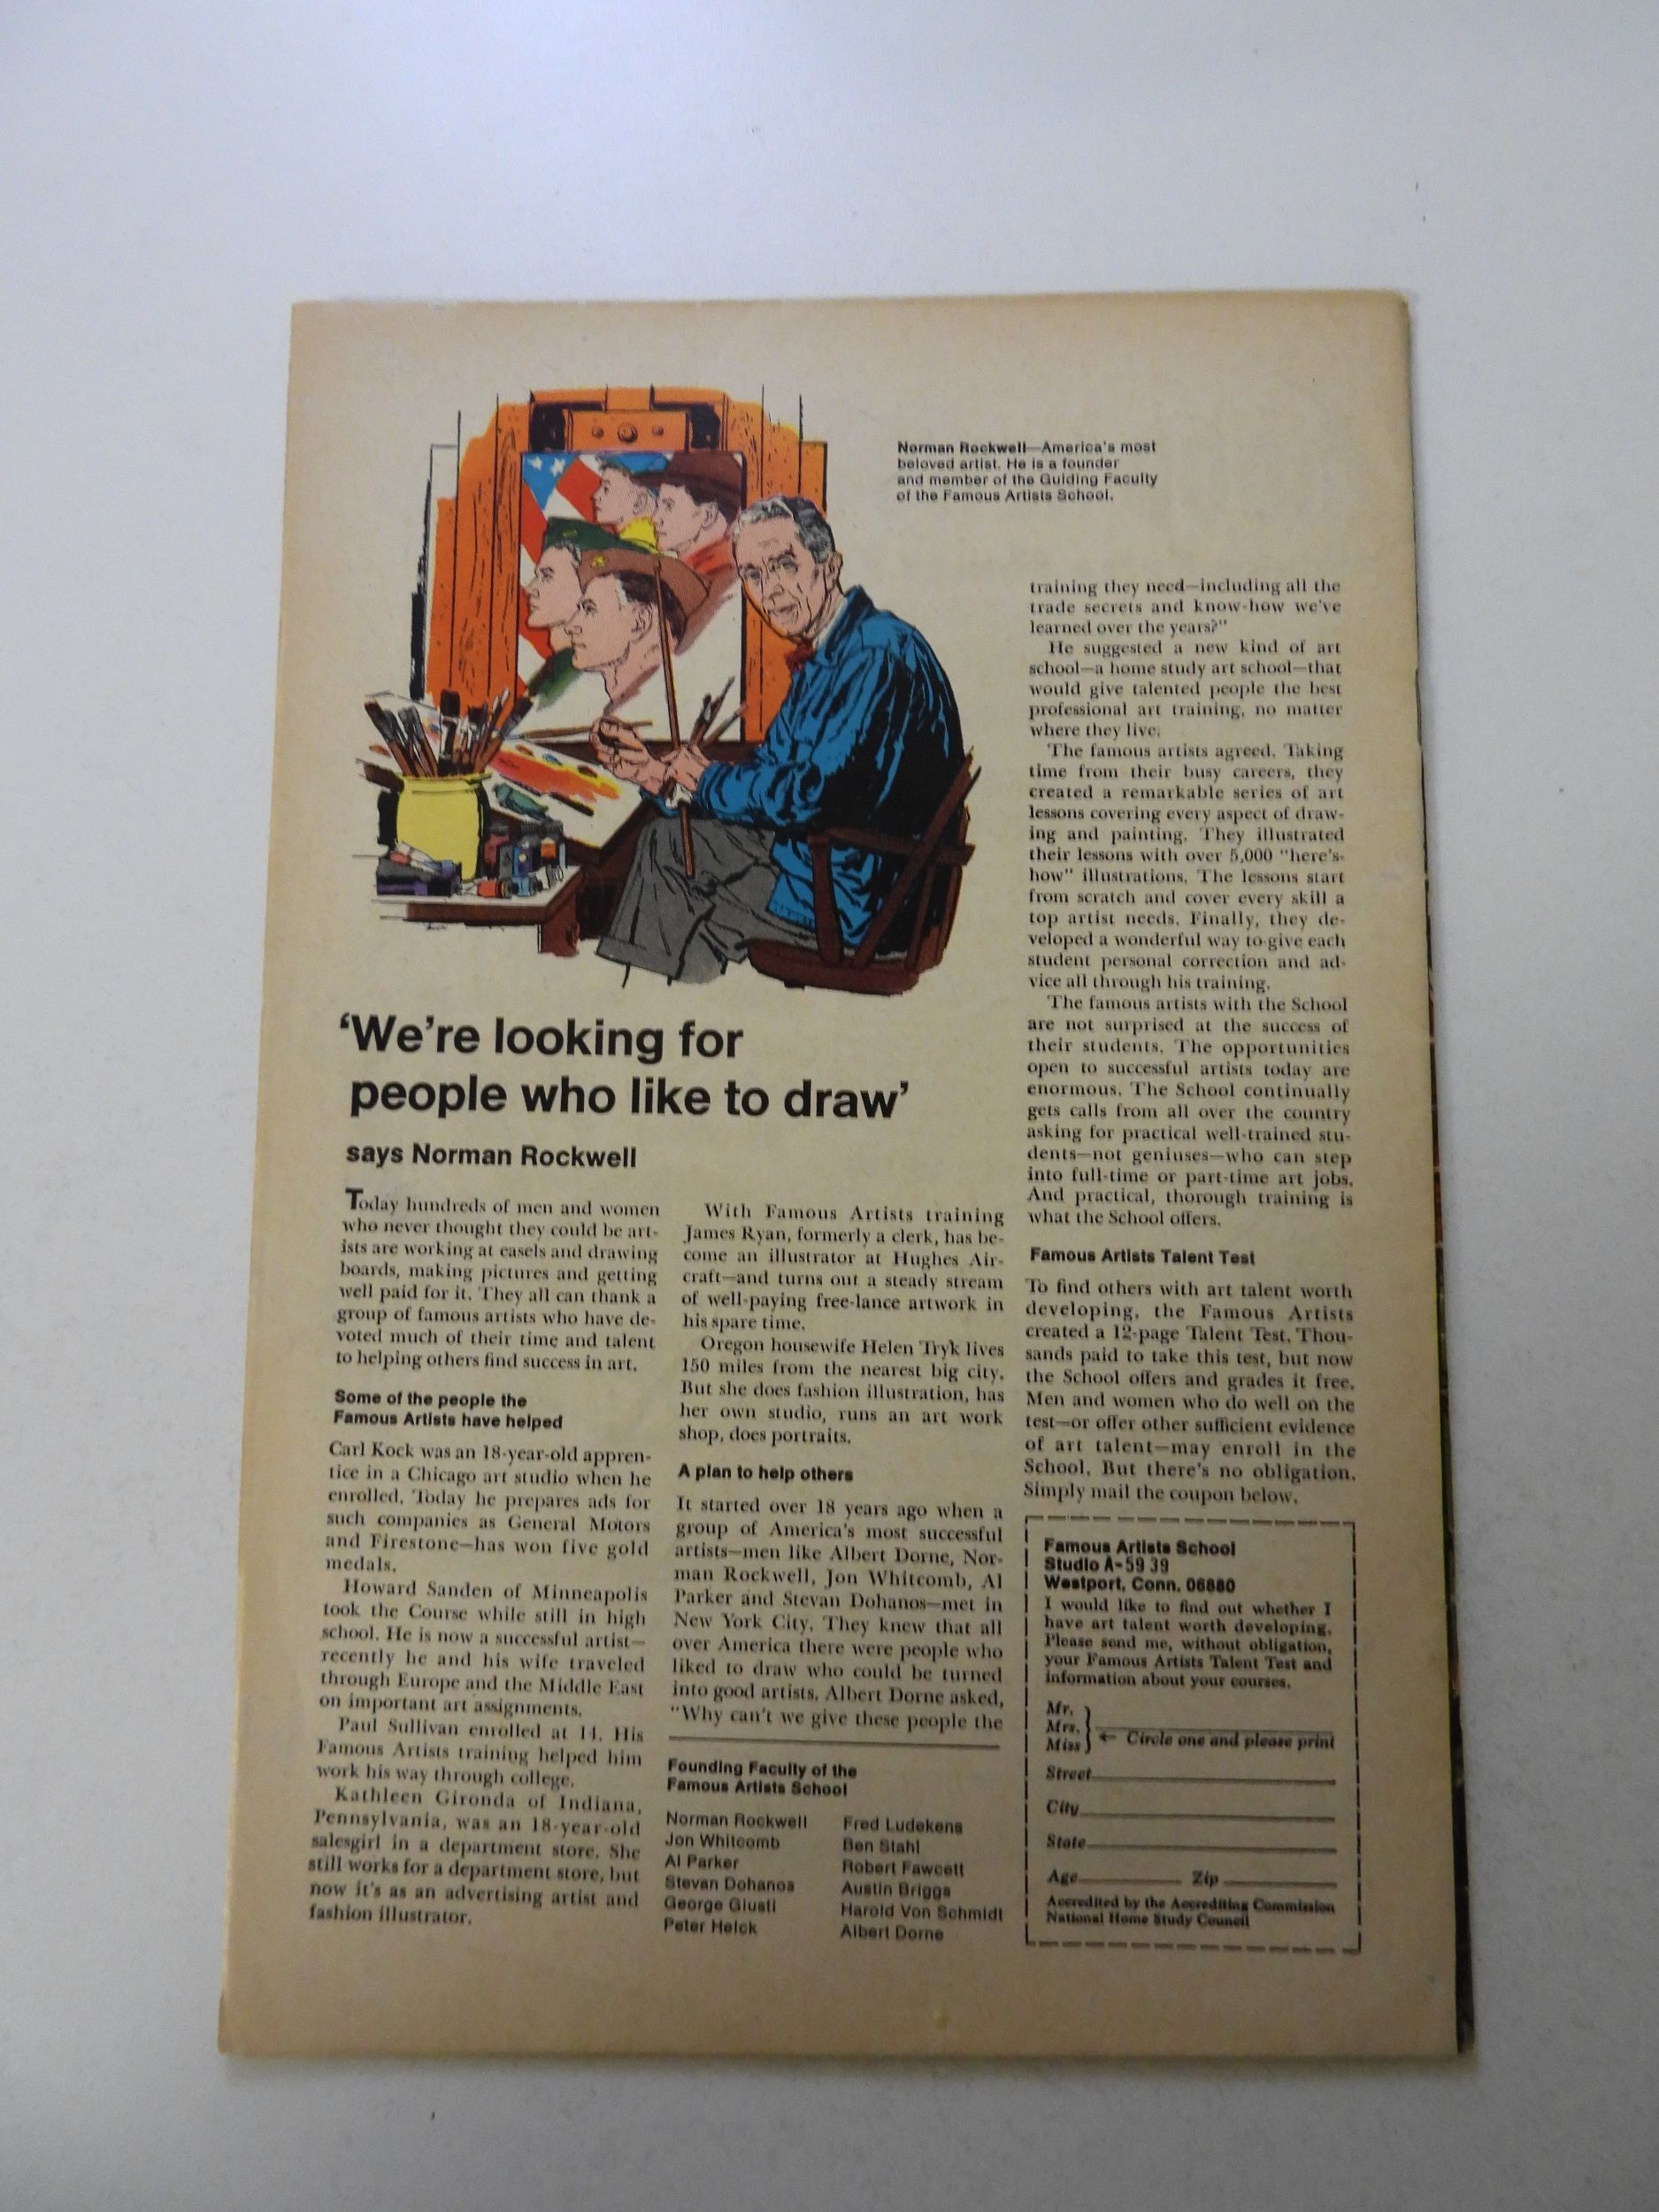 Norman Rockwell—America's most
beloved artist. He is a founder
and member of the Guiding Faculty
of the Famous Artists School.
'We're looking for
people who like to draw'
says Norman Rockwell
Today hundreds of men and women
who never thought they could be art-
ists are working at easels and drawing
boards, making pictures and getting
well paid for it. They all can thank a
group of famous artists who have de-
voted much of their time and talent
to helping others find success in art.
Some of the people the
Famous Artists have helped
Carl Kock was an 18-year-old appren-
tice in a Chicago art studio when he
enrolled. Today he prepares ads for
such companies as General Motors
and Firestone—has won five gold
medals.
Howard Sanden of Minneapolis
took the Course while still in high
school. He is now a successful artist—
recently he and his wife traveled
through Europe and the Middle East
on important art assignments.
Paul Sullivan enrolled at 14. His
Famous Artists training helped him
work his way through college.
Kathleen Gironda of Indiana,
Pennsylvania, was an 18-year-old
salesgirl in a department store. She
still works for a department store, but
now it's as an advertising artist and
fashion illustrator.
With Famous Artists training
James Ryan, formerly a clerk, has be-
come an illustrator at Hughes Air-
craft—and turns out a steady stream
of well-paying free-lance artwork in
his spare time.
Oregon housewife Helen Tryk lives
150 miles from the nearest big city.
But she does fashion illustration, has
her own studio, runs an art work
shop, does portraits.
A plan to help others
It started over 18 years ago when a
group of America's most successful
artists—men like Albert Dorne, Nor-
man Rockwell, Jon Whitcomb, Al
Parker and Stevan Dohanos—met in
New York City. They knew that all
over America there were people who
liked to draw who could be turned
into good artists. Albert Dorne asked,
"Why can't we give these people the
Founding Faculty of the
Famous Artists School
Norman Rockwell
Jon Whitcomb
Al Parker
Stevan Dohanos
George Giusti
Peter Helck
Fred Ludekens
Ben Stahl
Robert Fawcett
Austin Briggs
Harold Von Schmidt
Albert Dorne
training they need—including all the
trade secrets and know-how we've
learned over the years?"
He suggested a new kind of art
school—a home study art school—that
would give talented people the best
professional art training, no matter
where they live.
The famous artists agreed. Taking
time from their busy careers, they
created a remarkable series of art
lessons covering every aspect of draw-
ing and painting. They illustrated
their lessons with over 5,000 "here's-
how" illustrations. The lessons start
from scratch and cover every skill a
top artist needs. Finally, they de-
veloped a wonderful way to give each
student personal correction and ad-
vice all through his training.
The famous artists with the School
are not surprised at the success of
their students. The opportunities
open to successful artists today are
enormous. The School continually
gets calls from all over the country
asking for practical well-trained stu-
dents—not geniuses—who can step
into full-time or part-time art jobs.
And practical, thorough training is
what the School offers.
Famous Artists Talent Test
To find others with art talent worth
developing, the Famous Artists
created a 12-page Talent Test. Thou-
sands paid to take this test, but now
the School offers and grades it free.
Men and women who do well on the
test—or offer other sufficient evidence
of art talent—may enroll in the
School. But there's no obligation.
Simply mail the coupon below.
Famous Artists School
Studio A-5939
Westport, Conn. 06880
I would like to find out whether I
have art talent worth developing.
Please send me, without obligation,
your Famous Artists Talent Test and
information about your courses.
Mr.
Mrs.
Miss
← Circle one and please print
Street
City
State
Age Zip
Accredited by the Accrediting Commission
National Home Study Council